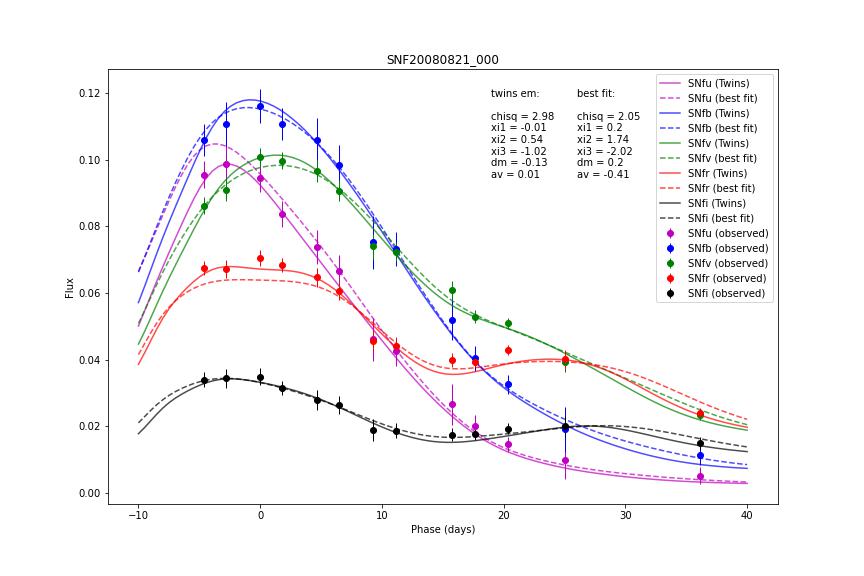 SNF20080821_000
twins em: best fit:
chisq = 2.98 chisq = 2.05
xi1 = -0.01 xi1 = 0.2
xi2 = 0.54 xi2 = 1.74
xi3 = -1.02 xi3 = -2.02
dm = -0.13 dm = 0.2
av = 0.01 av = -0.41
SNfu (Twins)
SNfu (best fit)
SNfb (Twins)
SNfb (best fit)
SNfv (Twins)
SNfv (best fit)
SNfr (Twins)
SNfr (best fit)
SNfi (Twins)
SNfi (best fit)
SNfu (observed)
SNfb (observed)
SNfv (observed)
SNfr (observed)
SNfi (observed)
Flux
0.12
0.10
0.08
0.06
0.04
0.02
0.00
−10 0 10 20 30 40
Phase (days)